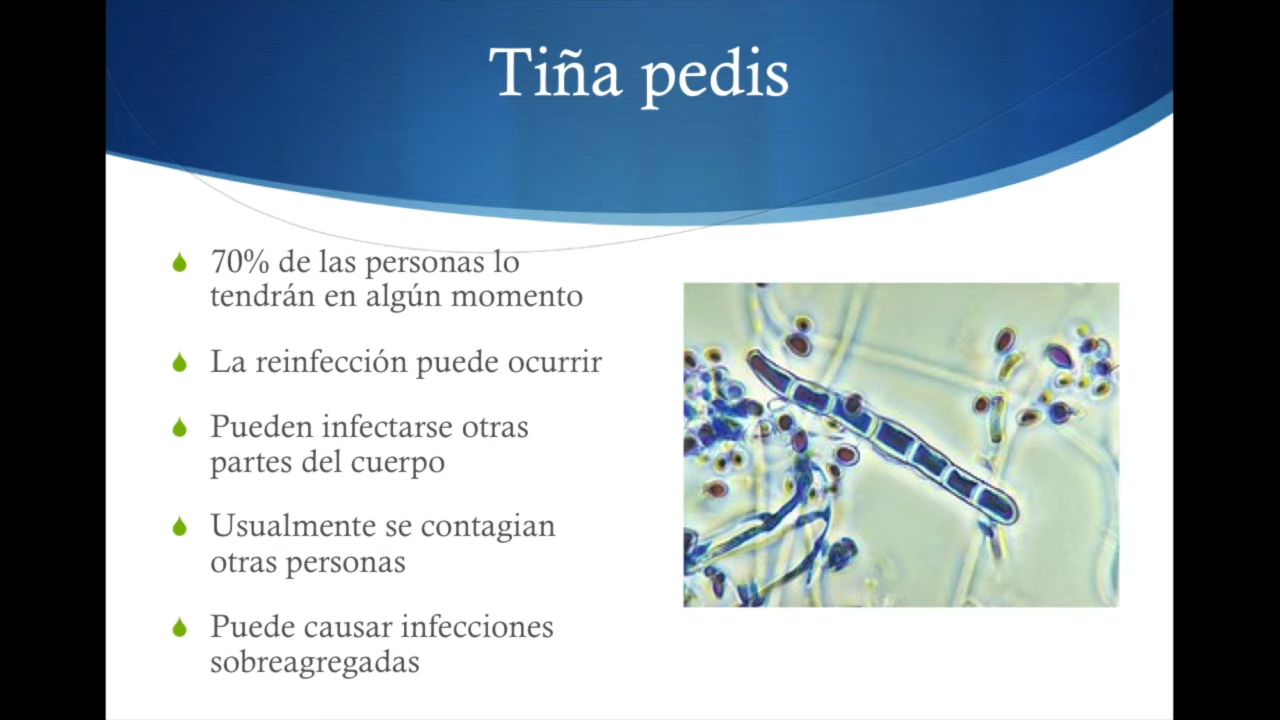 Tiña pedis
70% de las personas lo
tendrán en algún momento
La reinfección puede ocurrir
Pueden infectarse otras
partes del cuerpo
Usualmente se contagian
otras personas
Puede causar infecciones
sobreagregadas